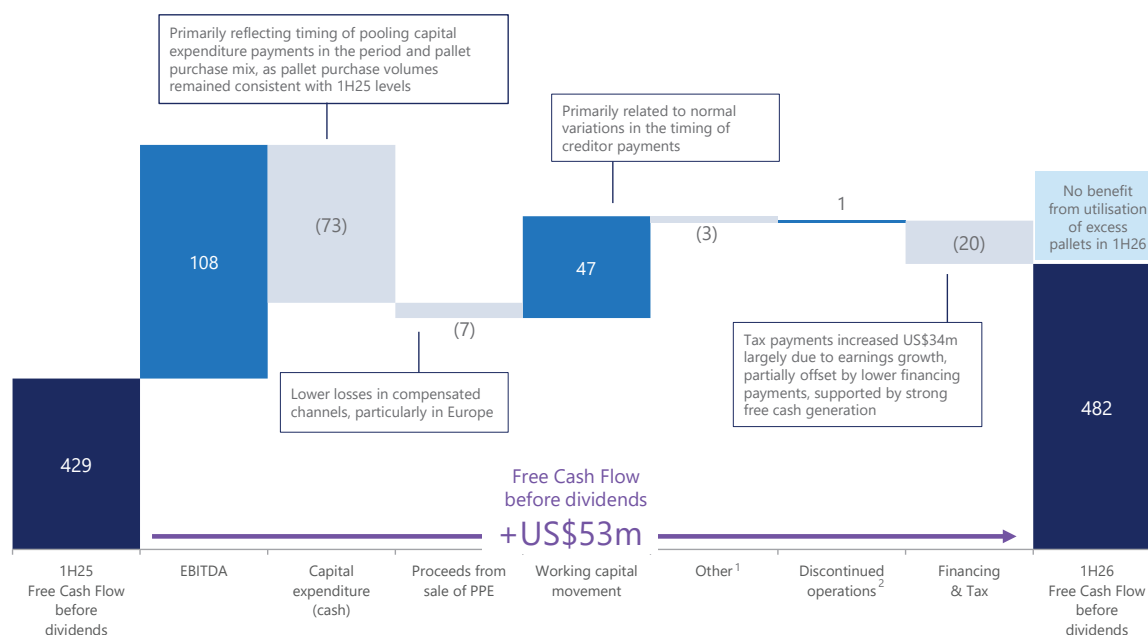 Primarily reflecting timing of pooling capital
expenditure payments in the period and pallet
purchase mix, as pallet purchase volumes
remained consistent with 1H25 levels
Primarily related to normal
variations in the timing of
creditor payments
No benefit
from utilisation
of excess
pallets in 1H26
429
108
(73)
(7)
47
(3)
1
(20)
482
Lower losses in compensated
channels, particularly in Europe
Tax payments increased US$34m
largely due to earnings growth,
partially offset by lower financing
payments, supported by strong
free cash generation
Free Cash Flow
before dividends
+US$53m
1H25
Free Cash Flow
before
dividends
EBITDA
Capital
expenditure
(cash)
Proceeds from
sale of PPE
Working capital
movement
Other 1
Discontinued
operations 2
Financing
& Tax
1H26
Free Cash Flow
before
dividends